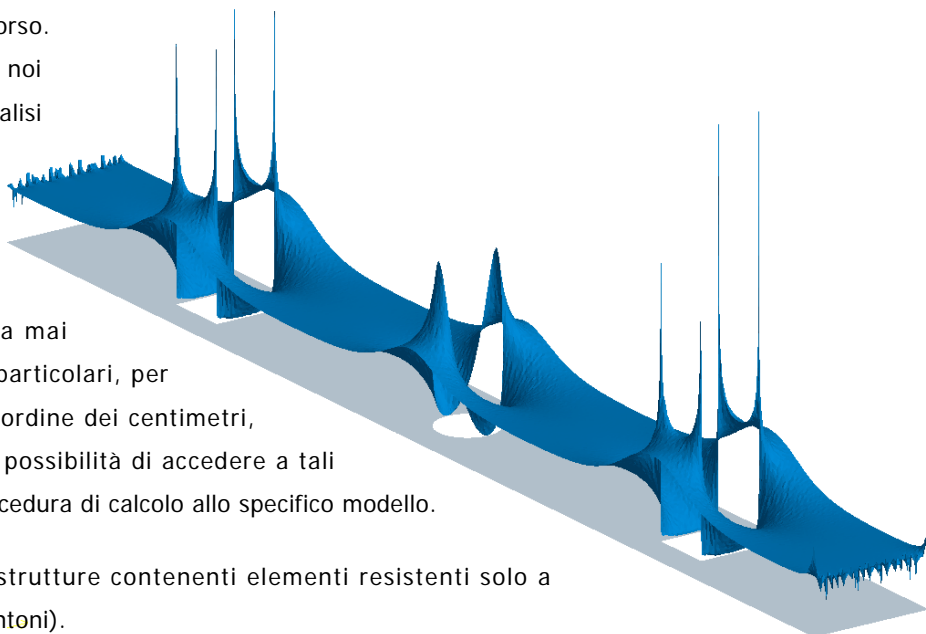 orso.
noi
alisi
a mai
particolari, per
ordine dei centimetri,
possibilità di accedere a tali
cedura di calcolo allo specifico modello.
strutture contenenti elementi resistenti solo a
ntoni).